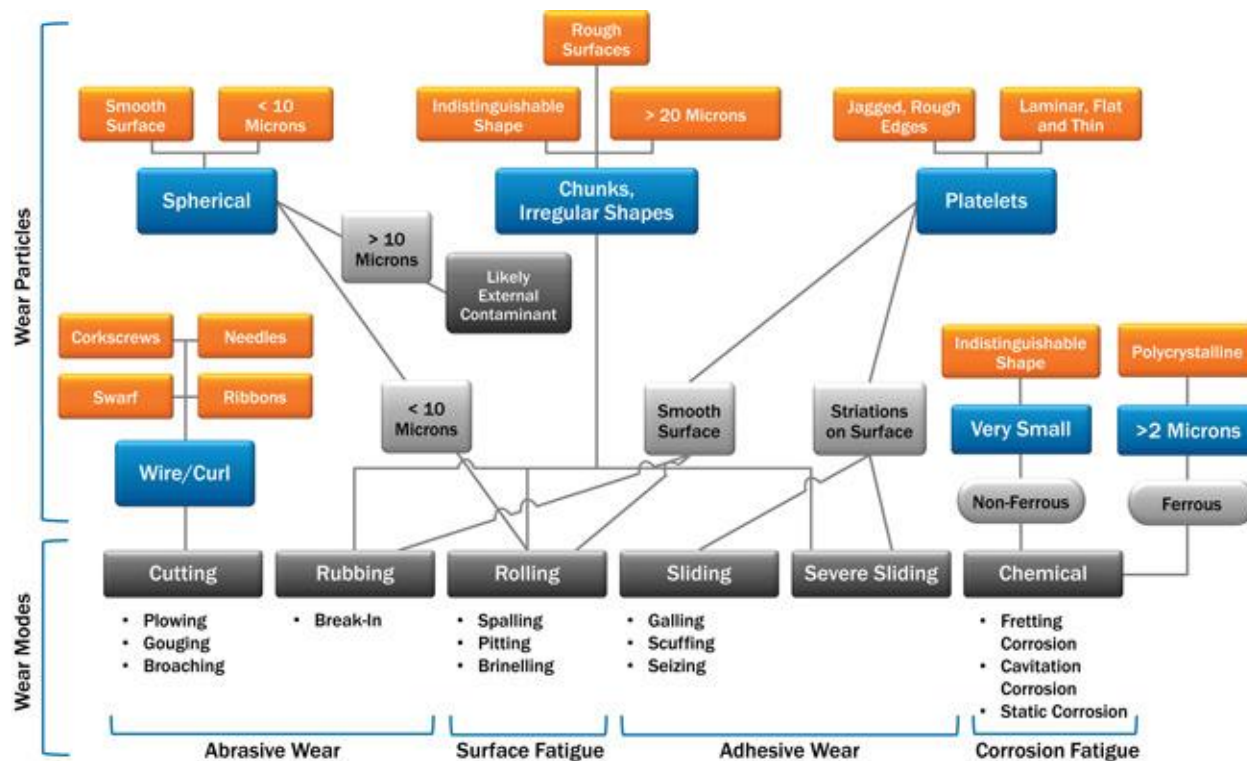 Rough
Surfaces
Smooth
Surface
< 10
Microns
Indistinguishable
Shape
> 20 Microns
Jagged, Rough
Edges
Laminar, Flat
and Thin
Spherical
Chunks,
Irregular Shapes
Platelets
> 10
Microns
Likely
External
Contaminant
Wear Particles
Corkscrews
Needles
Swarf
Ribbons
Wire/Curl
< 10
Microns
Smooth
Surface
Striations
on Surface
Indistinguishable
Shape
Polycrystalline
Very Small
>2 Microns
Non-Ferrous
Ferrous
Wear Modes
Cutting
Rubbing
Rolling
Sliding
Severe Sliding
Chemical
• Plowing
• Gouging
• Broaching
• Break-In
• Spalling
• Pitting
• Brinelling
• Galling
• Scuffing
• Seizing
• Fretting
Corrosion
• Cavitation
Corrosion
• Static Corrosion
Abrasive Wear
Surface Fatigue
Adhesive Wear
Corrosion Fatigue